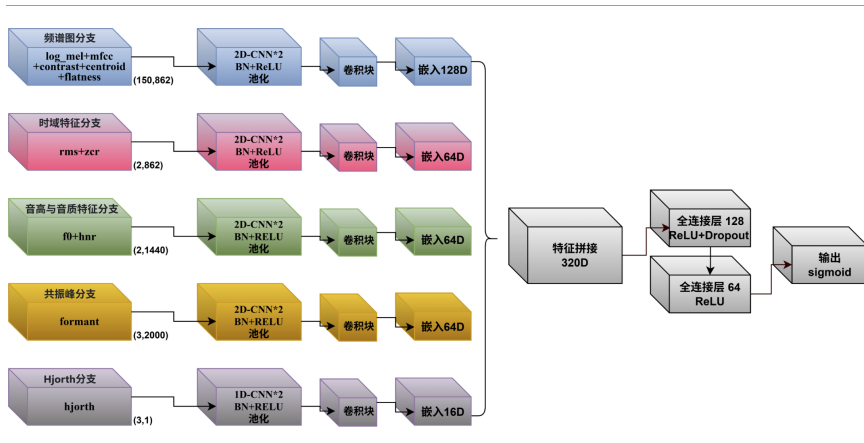 频谱图分支
log_mel+mfcc
+contrast+centroid
+flatness
(150,862)
2D-CNN*2
BN+ReLU
池化
卷积块
嵌入128D
时域特征分支
rms+zcr
(2,862)
2D-CNN*2
BN+ReLU
池化
卷积块
嵌入64D
音高与音质特征分支
f0+hnr
(2,1440)
2D-CNN*2
BN+RELU
池化
卷积块
嵌入64D
共振峰分支
formant
(3,2000)
2D-CNN*2
BN+RELU
池化
卷积块
嵌入64D
Hjorth分支
hjorth
(3,1)
1D-CNN*2
BN+RELU
池化
卷积块
嵌入16D
特征拼接
320D
全连接层 128
ReLU+Dropout
全连接层 64
ReLU
输出
sigmoid